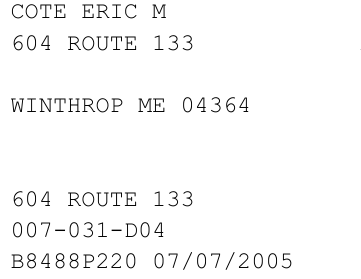 COTE ERIC M
604 ROUTE 133
WINTHROP ME 04364
604 ROUTE 133
007-031-D04
B8488P220 07/07/2005